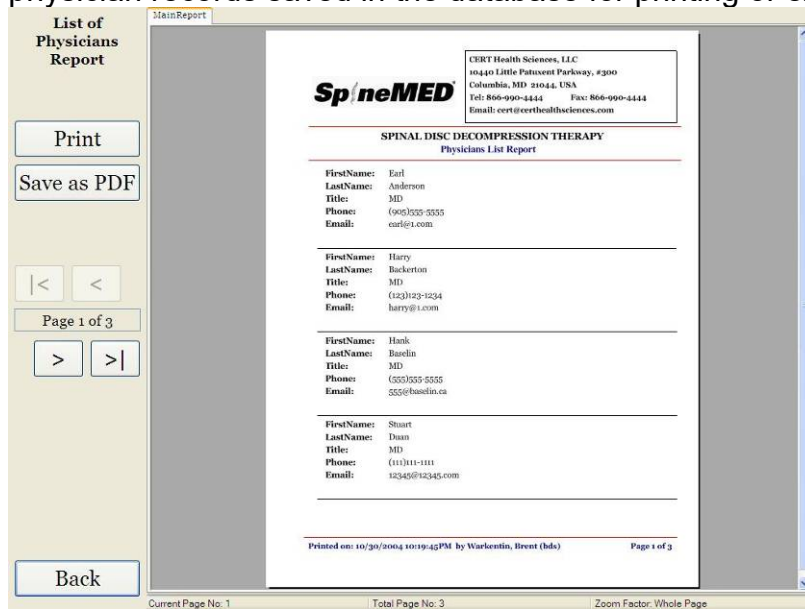 physician records saved in the database for printing or
List of
Physicians
Report
Print
Save as PDF
|< <
Page 1 of 3
> >|
Back
MainReport
SpineMED
CERT Health Sciences, LLC
10440 Little Patuxent Parkway, #300
Columbia, MD 21044, USA
Tel: 866-990-4444 Fax: 866-990-4444
Email: cert@certhealthsciences.com
SPINAL DISC DECOMPRESSION THERAPY
Physicians List Report
FirstName: Earl
LastName: Anderson
Title: MD
Phone: (905)555-5555
Email: earl@1.com
FirstName: Harry
LastName: Backerton
Title: MD
Phone: (123)123-1234
Email: harry@1.com
FirstName: Hank
LastName: Baselin
Title: MD
Phone: (555)555-5555
Email: 555@baselin.ca
FirstName: Stuart
LastName: Duan
Title: MD
Phone: (111)111-1111
Email: 12345@12345.com
Printed on: 10/30/2004 10:19:45PM by Warkentin, Brent (hds) Page 1 of 3
Current Page No: 1 Total Page No: 3 Zoom Factor: Whole Page